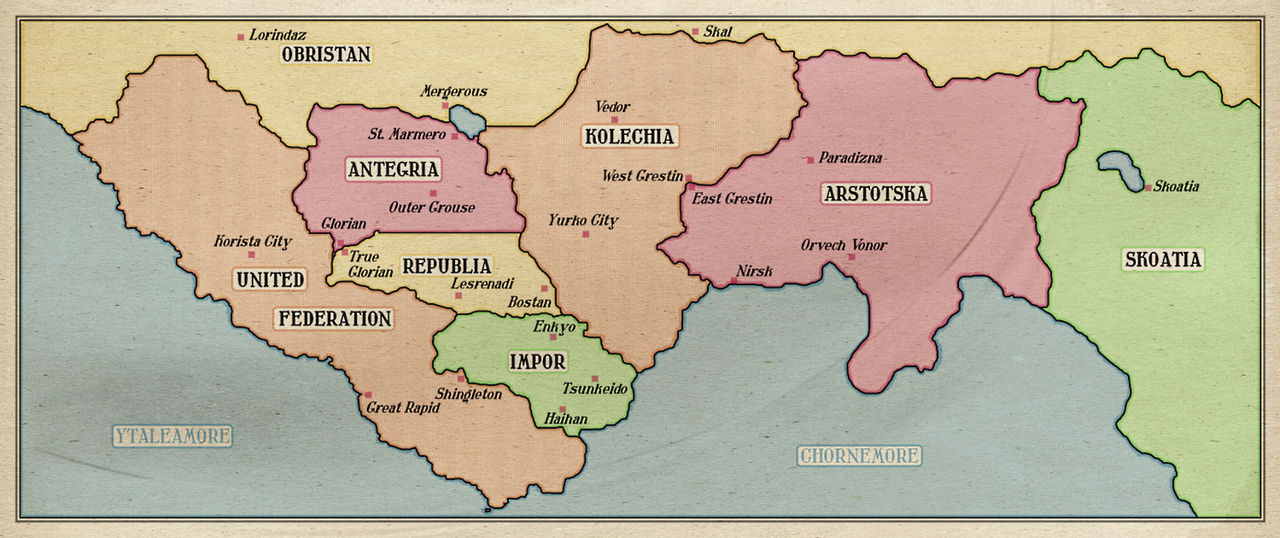 Lorindaz
OBRISTAN
Skal
Mergerous
Vedor
St. Marmero
KOLECHIA
ANTEGRIA
Paradizna
West Grestin
Skoatia
East Grestin
ARSTOTSKA
Outer Grouse
Glorian
Yurko City
Korista City
Orvech Vonor
True
Glorian
REPUBLIA
SKOATIA
UNITED
FEDERATION
Lesrenadi
Nirsk
Bostan
Enkyo
IMPOR
Shingleton
Tsunkeido
Great Rapid
Haihan
YTALEAMORE
CHORNEMORE